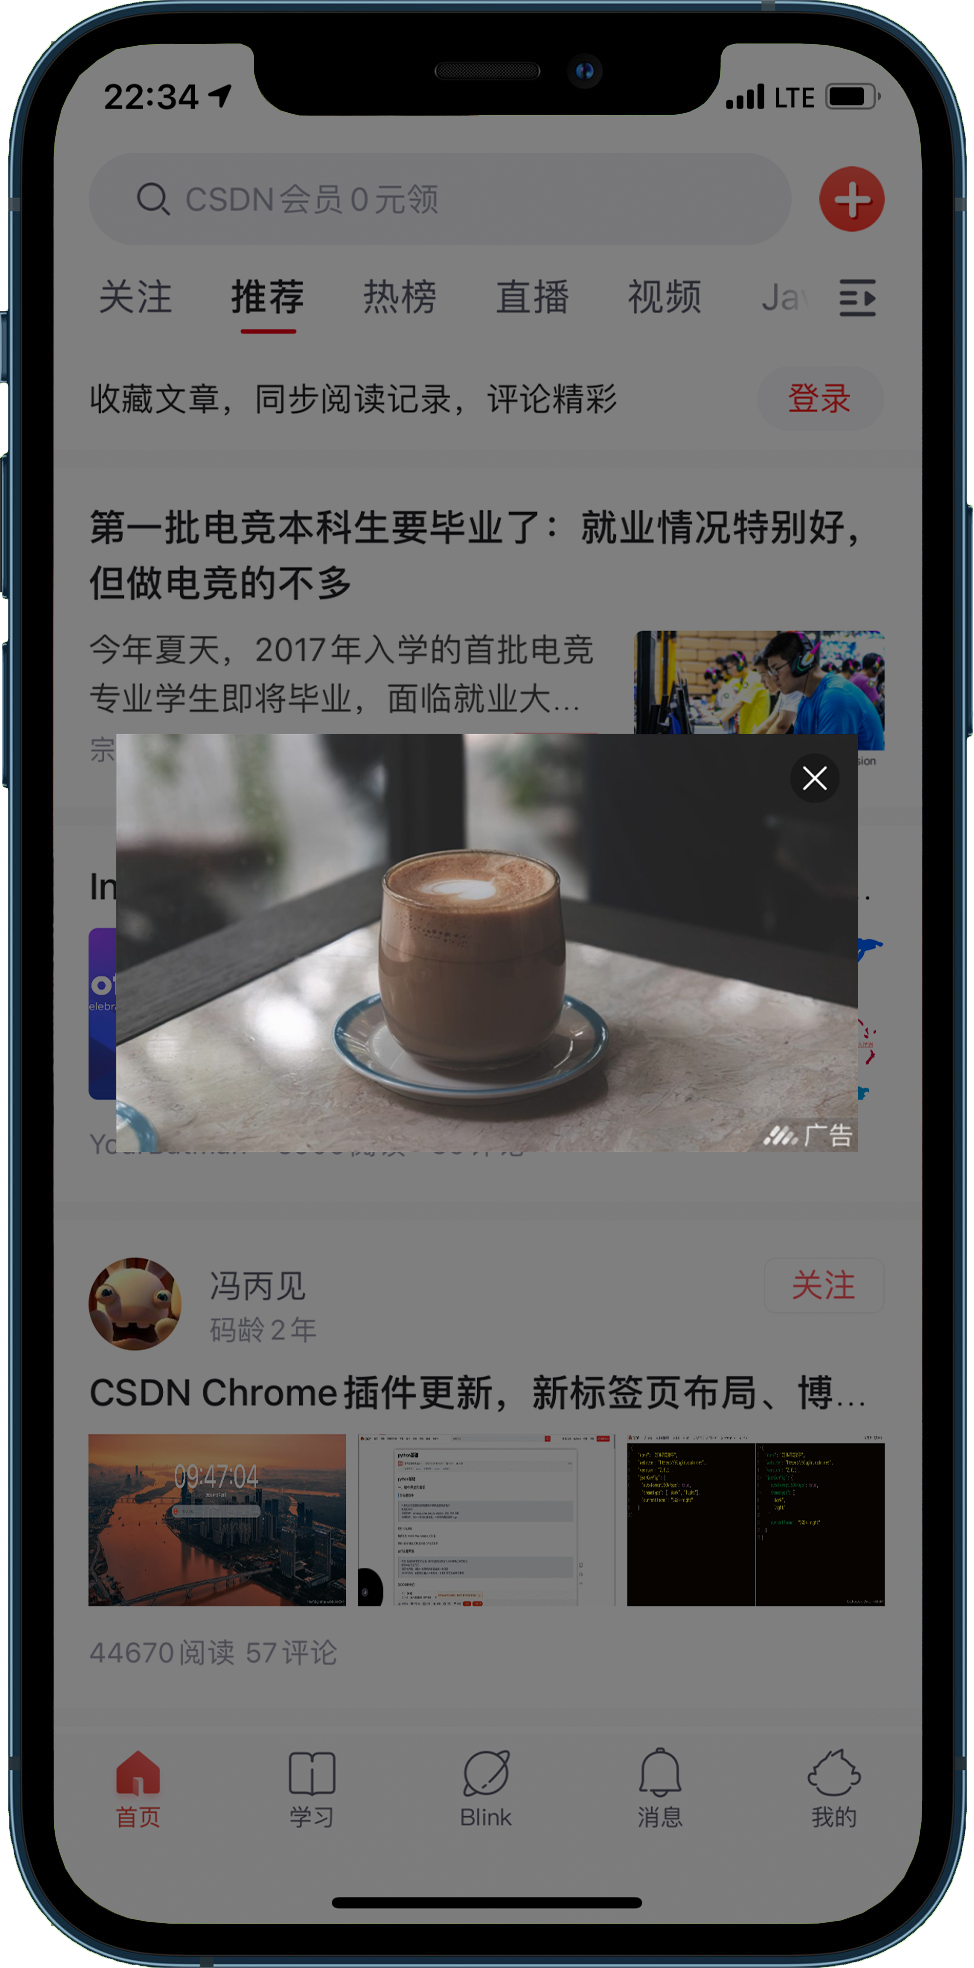 22:34
LTE
CSDN会员0元领
关注 推荐 热榜 直播 视频 Jav
收藏文章，同步阅读记录，评论精彩
登录
第一批电竞本科生要毕业了：就业情况特别好，
但做电竞的不多
今年夏天，2017年入学的首批电竞
专业学生即将毕业，面临就业大...
宗
sion
In
elebr
广告
冯丙见
码龄2年
关注
CSDN Chrome插件更新，新标签页布局、博...
09:47:04
44670阅读 57评论
首页 学习 Blink 消息 我的